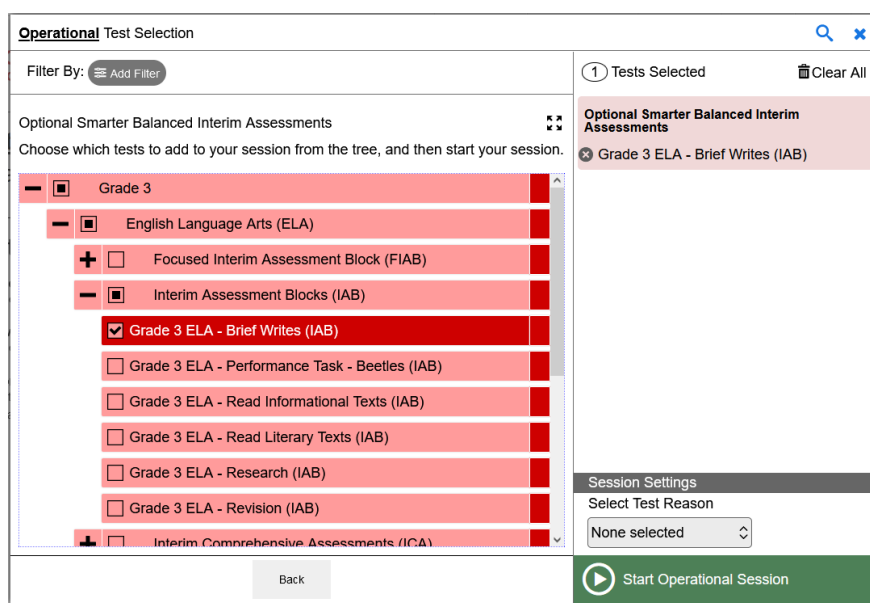 Operational Test Selection
Filter By: Add Filter
1 Tests Selected
Clear All
Optional Smarter Balanced Interim Assessments
Choose which tests to add to your session from the tree, and then start your session.
Grade 3
English Language Arts (ELA)
Focused Interim Assessment Block (FIAB)
Interim Assessment Blocks (IAB)
Grade 3 ELA - Brief Writes (IAB)
Grade 3 ELA - Performance Task - Beetles (IAB)
Grade 3 ELA - Read Informational Texts (IAB)
Grade 3 ELA - Read Literary Texts (IAB)
Grade 3 ELA - Research (IAB)
Grade 3 ELA - Revision (IAB)
Interim Comprehensive Assessments (ICA)
Back
Optional Smarter Balanced Interim
Assessments
Grade 3 ELA - Brief Writes (IAB)
Session Settings
Select Test Reason
None selected
Start Operational Session